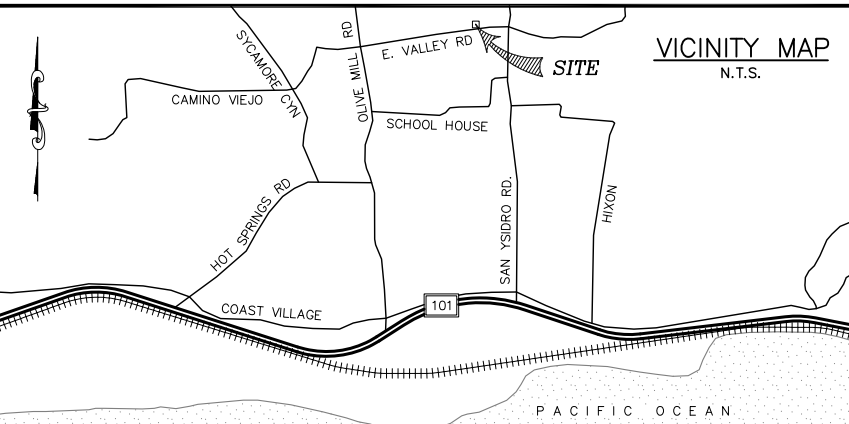 VICINITY MAP
N.T.S.
SITE
E. VALLEY RD
OLIVE MILL RD
SYCAMORE CYN
CAMINO VIEJO
SCHOOL HOUSE
HOT SPRINGS RD
SAN YSIDRO RD.
HIXON
COAST VILLAGE
101
PACIFIC OCEAN